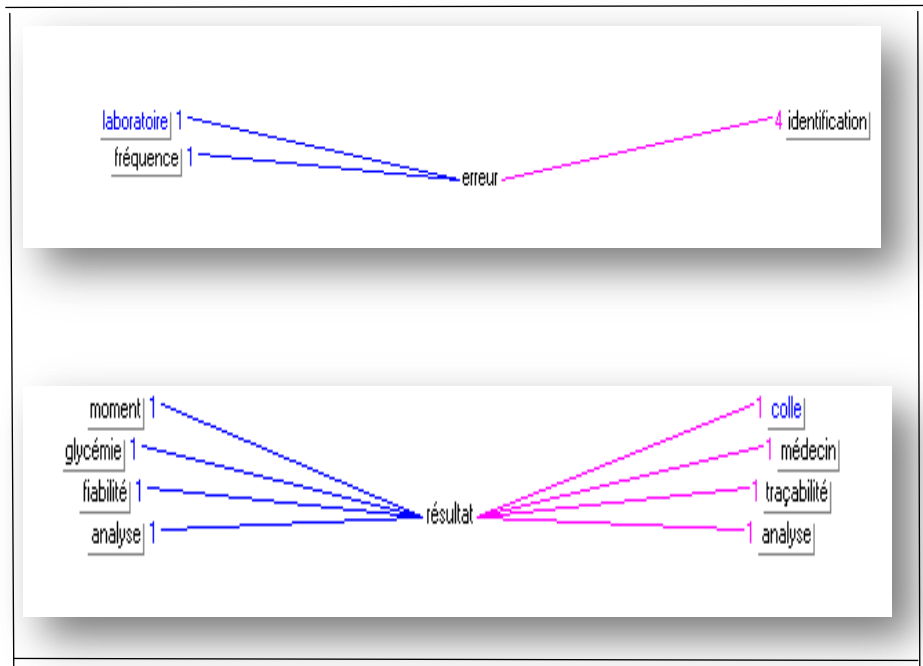 laboratoire 1
4 identification
fréquence 1
erreur
moment 1
1 colle
glycémie 1
1 médecin
fiabilité 1
1 traçabilité
résultat
analyse 1
1 analyse